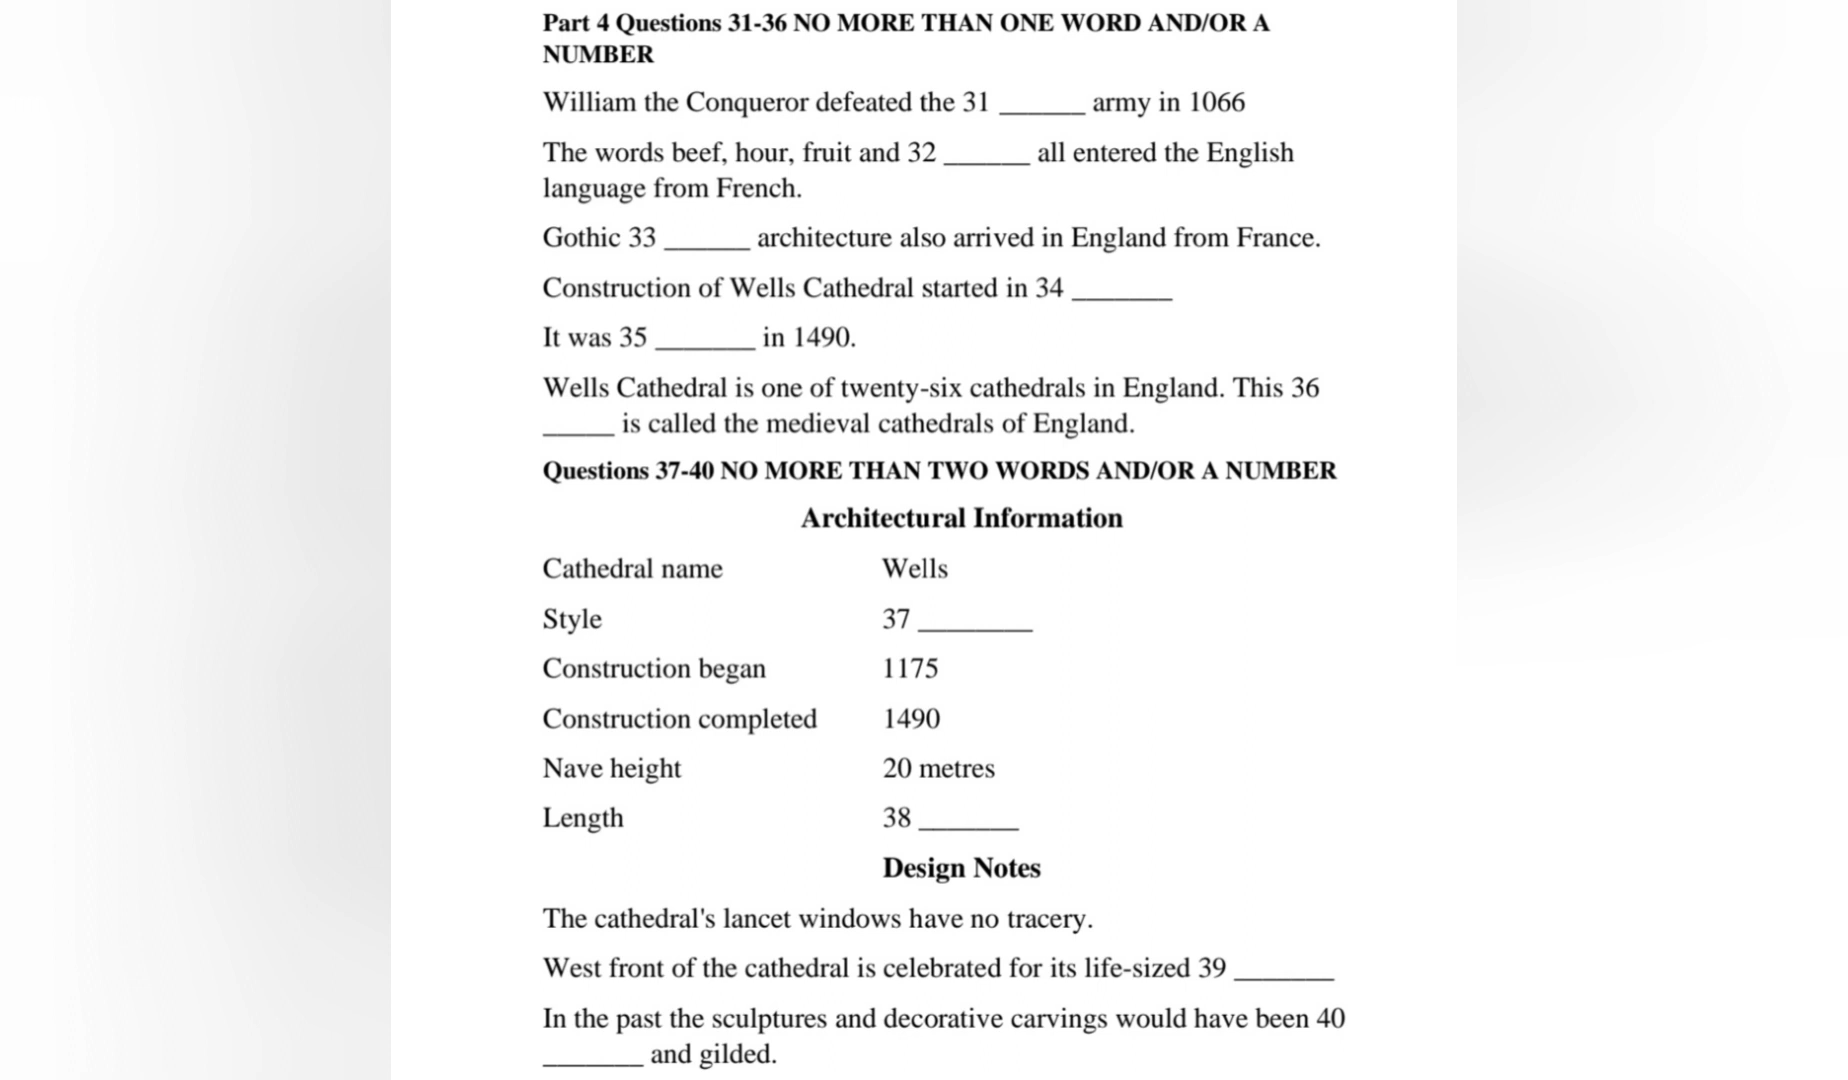 Part 4 Questions 31-36 NO MORE THAN ONE WORD AND/OR A
NUMBER
William the Conqueror defeated the 31 ______ army in 1066
The words beef, hour, fruit and 32 ______ all entered the English
language from French.
Gothic 33 ______ architecture also arrived in England from France.
Construction of Wells Cathedral started in 34 _______
It was 35 _______ in 1490.
Wells Cathedral is one of twenty-six cathedrals in England. This 36
_____ is called the medieval cathedrals of England.
Questions 37-40 NO MORE THAN TWO WORDS AND/OR A NUMBER
Architectural Information
Cathedral name Wells
Style 37 ________
Construction began 1175
Construction completed 1490
Nave height 20 metres
Length 38 _______
Design Notes
The cathedral's lancet windows have no tracery.
West front of the cathedral is celebrated for its life-sized 39 _______
In the past the sculptures and decorative carvings would have been 40
_______ and gilded.